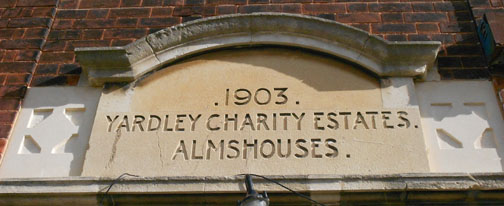 .1903.
YARDLEY CHARITY ESTATES.
ALMSHOUSES.